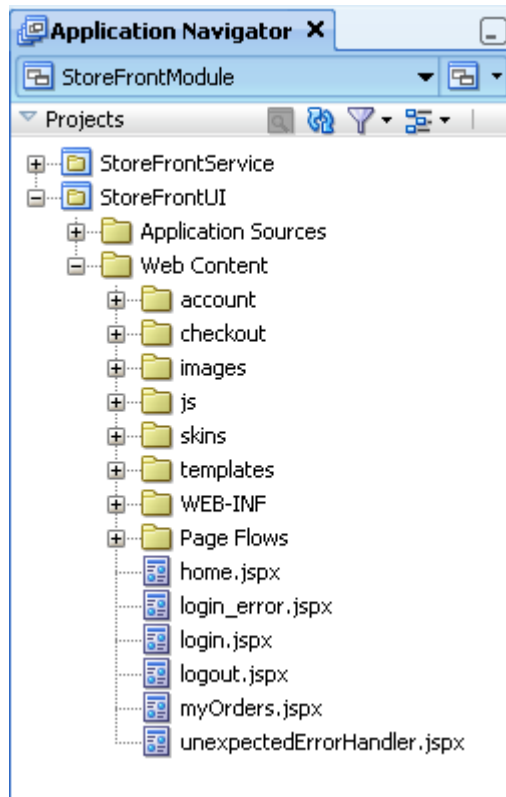 Application Navigator
StoreFrontModule
Projects
StoreFrontService
StoreFrontUI
Application Sources
Web Content
account
checkout
images
js
skins
templates
WEB-INF
Page Flows
home.jspx
login_error.jspx
login.jspx
logout.jspx
myOrders.jspx
unexpectedErrorHandler.jspx